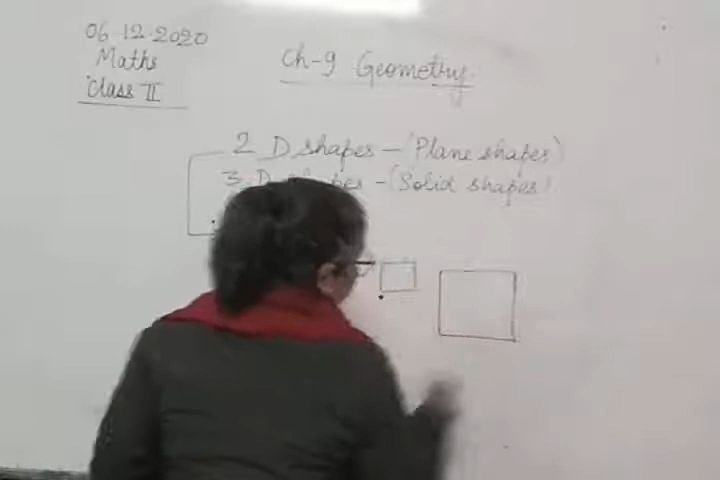 06-12-2020
Maths
Class II
Ch-9 Geometry
2 D shapes - (Plane shapes)
3 D shapes - (Solid shapes)